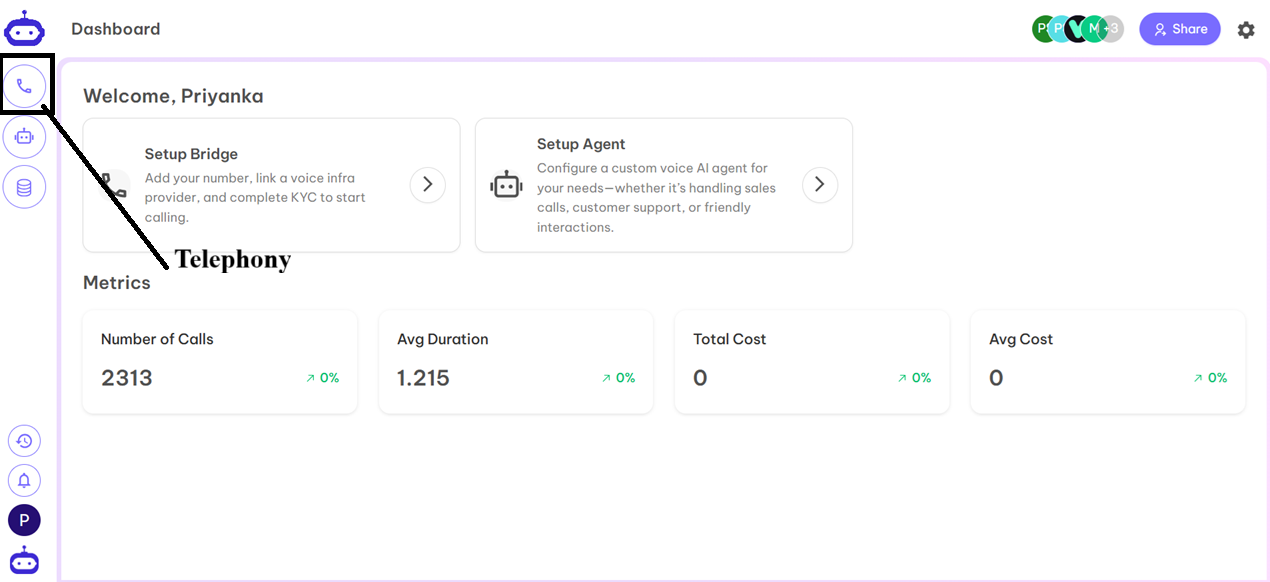 Dashboard
P P M +3
Share
Welcome, Priyanka
Setup Bridge
Add your number, link a voice infra
provider, and complete KYC to start
calling.
Setup Agent
Configure a custom voice AI agent for
your needs—whether it's handling sales
calls, customer support, or friendly
interactions.
Telephony
Metrics
Number of Calls
2313
0%
Avg Duration
1.215
0%
Total Cost
0
0%
Avg Cost
0
0%
P